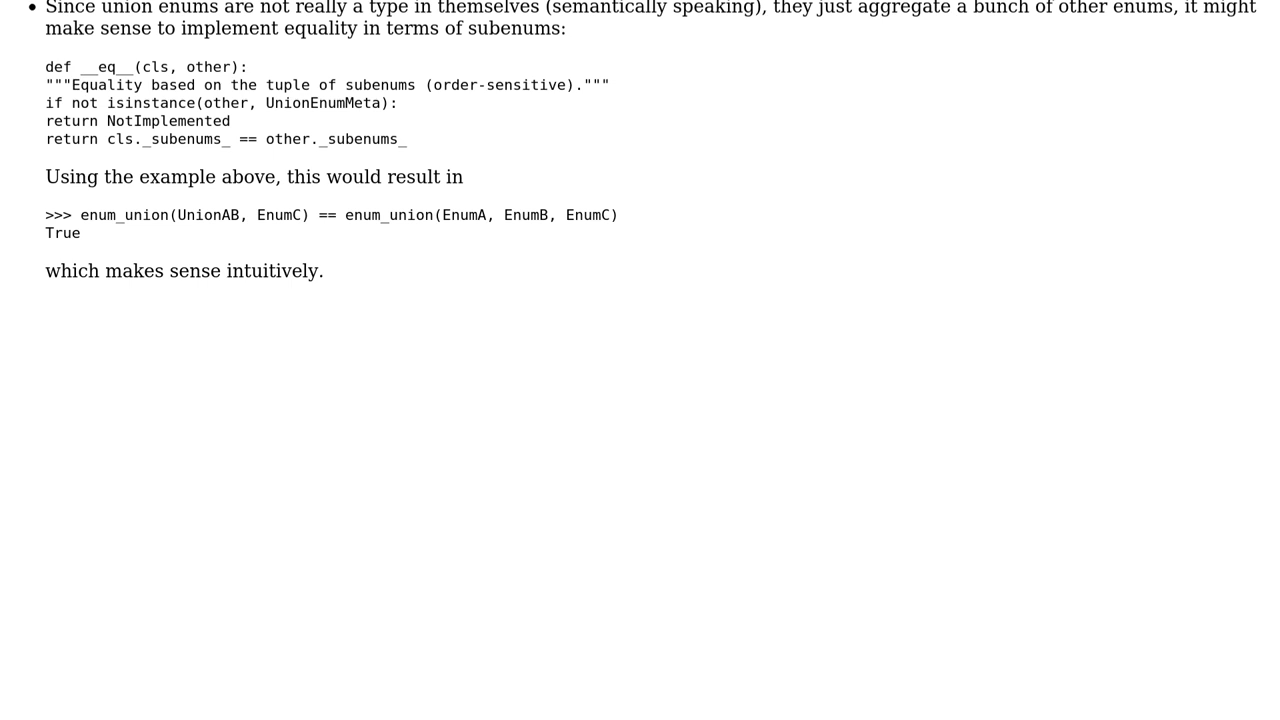 • Since union enums are not really a type in themselves (semantically speaking), they just aggregate a bunch of other enums, it might
make sense to implement equality in terms of subenums:
def __eq__(cls, other):
"""Equality based on the tuple of subenums (order-sensitive)."""
if not isinstance(other, UnionEnumMeta):
return NotImplemented
return cls._subenums_ == other._subenums_
Using the example above, this would result in
>>> enum_union(UnionAB, EnumC) == enum_union(EnumA, EnumB, EnumC)
True
which makes sense intuitively.